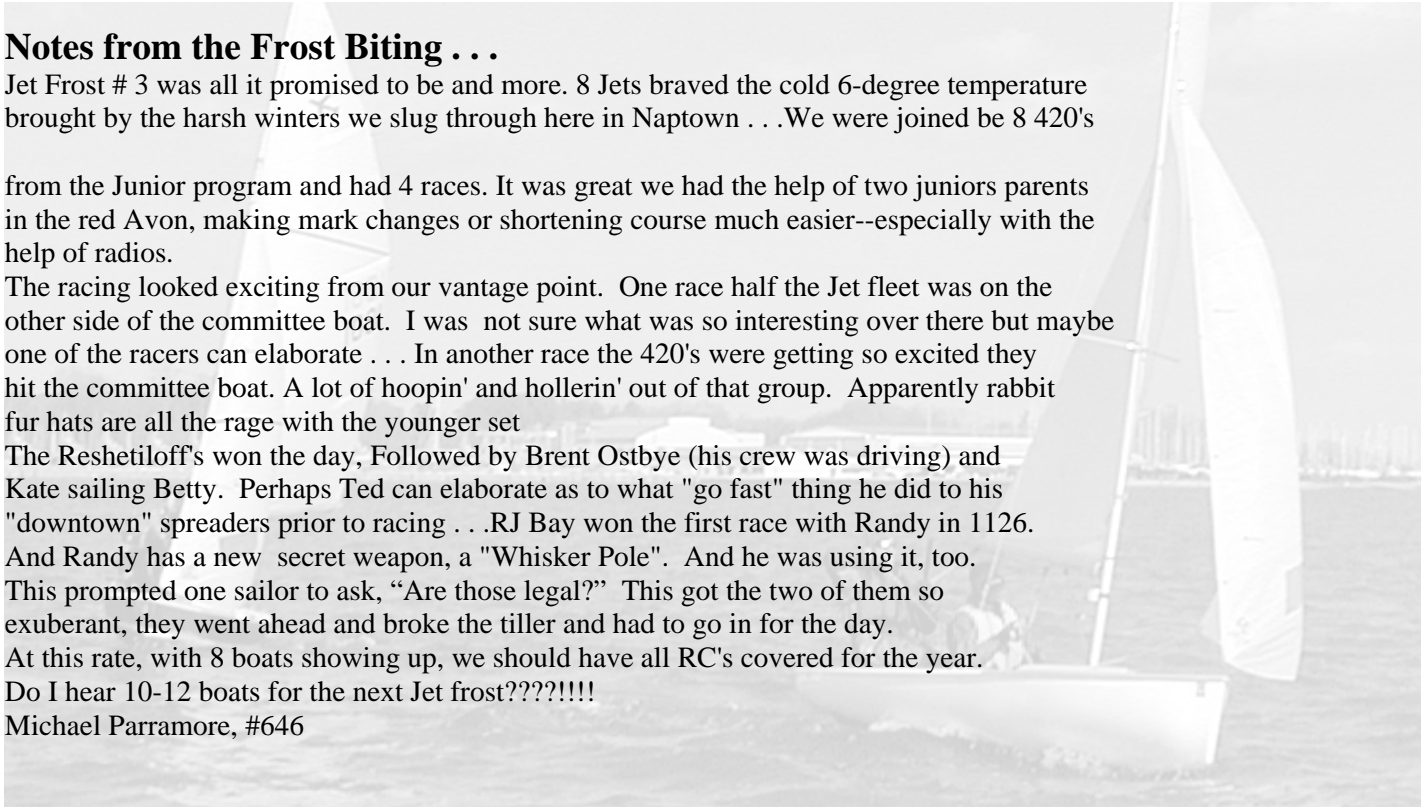 Notes from the Frost Biting . . .
Jet Frost # 3 was all it promised to be and more. 8 Jets braved the cold 6-degree temperature
brought by the harsh winters we slug through here in Naptown . . .We were joined be 8 420's
from the Junior program and had 4 races. It was great we had the help of two juniors parents
in the red Avon, making mark changes or shortening course much easier--especially with the
help of radios.
The racing looked exciting from our vantage point.  One race half the Jet fleet was on the
other side of the committee boat.  I was  not sure what was so interesting over there but maybe
one of the racers can elaborate . . . In another race the 420's were getting so excited they
hit the committee boat. A lot of hoopin' and hollerin' out of that group.  Apparently rabbit
fur hats are all the rage with the younger set
The Reshetiloff's won the day, Followed by Brent Ostbye (his crew was driving) and
Kate sailing Betty.  Perhaps Ted can elaborate as to what "go fast" thing he did to his
"downtown" spreaders prior to racing . . .RJ Bay won the first race with Randy in 1126.
And Randy has a new  secret weapon, a "Whisker Pole".  And he was using it, too.
This prompted one sailor to ask, “Are those legal?”  This got the two of them so
exuberant, they went ahead and broke the tiller and had to go in for the day.
At this rate, with 8 boats showing up, we should have all RC's covered for the year.
Do I hear 10-12 boats for the next Jet frost????!!!!
Michael Parramore, #646